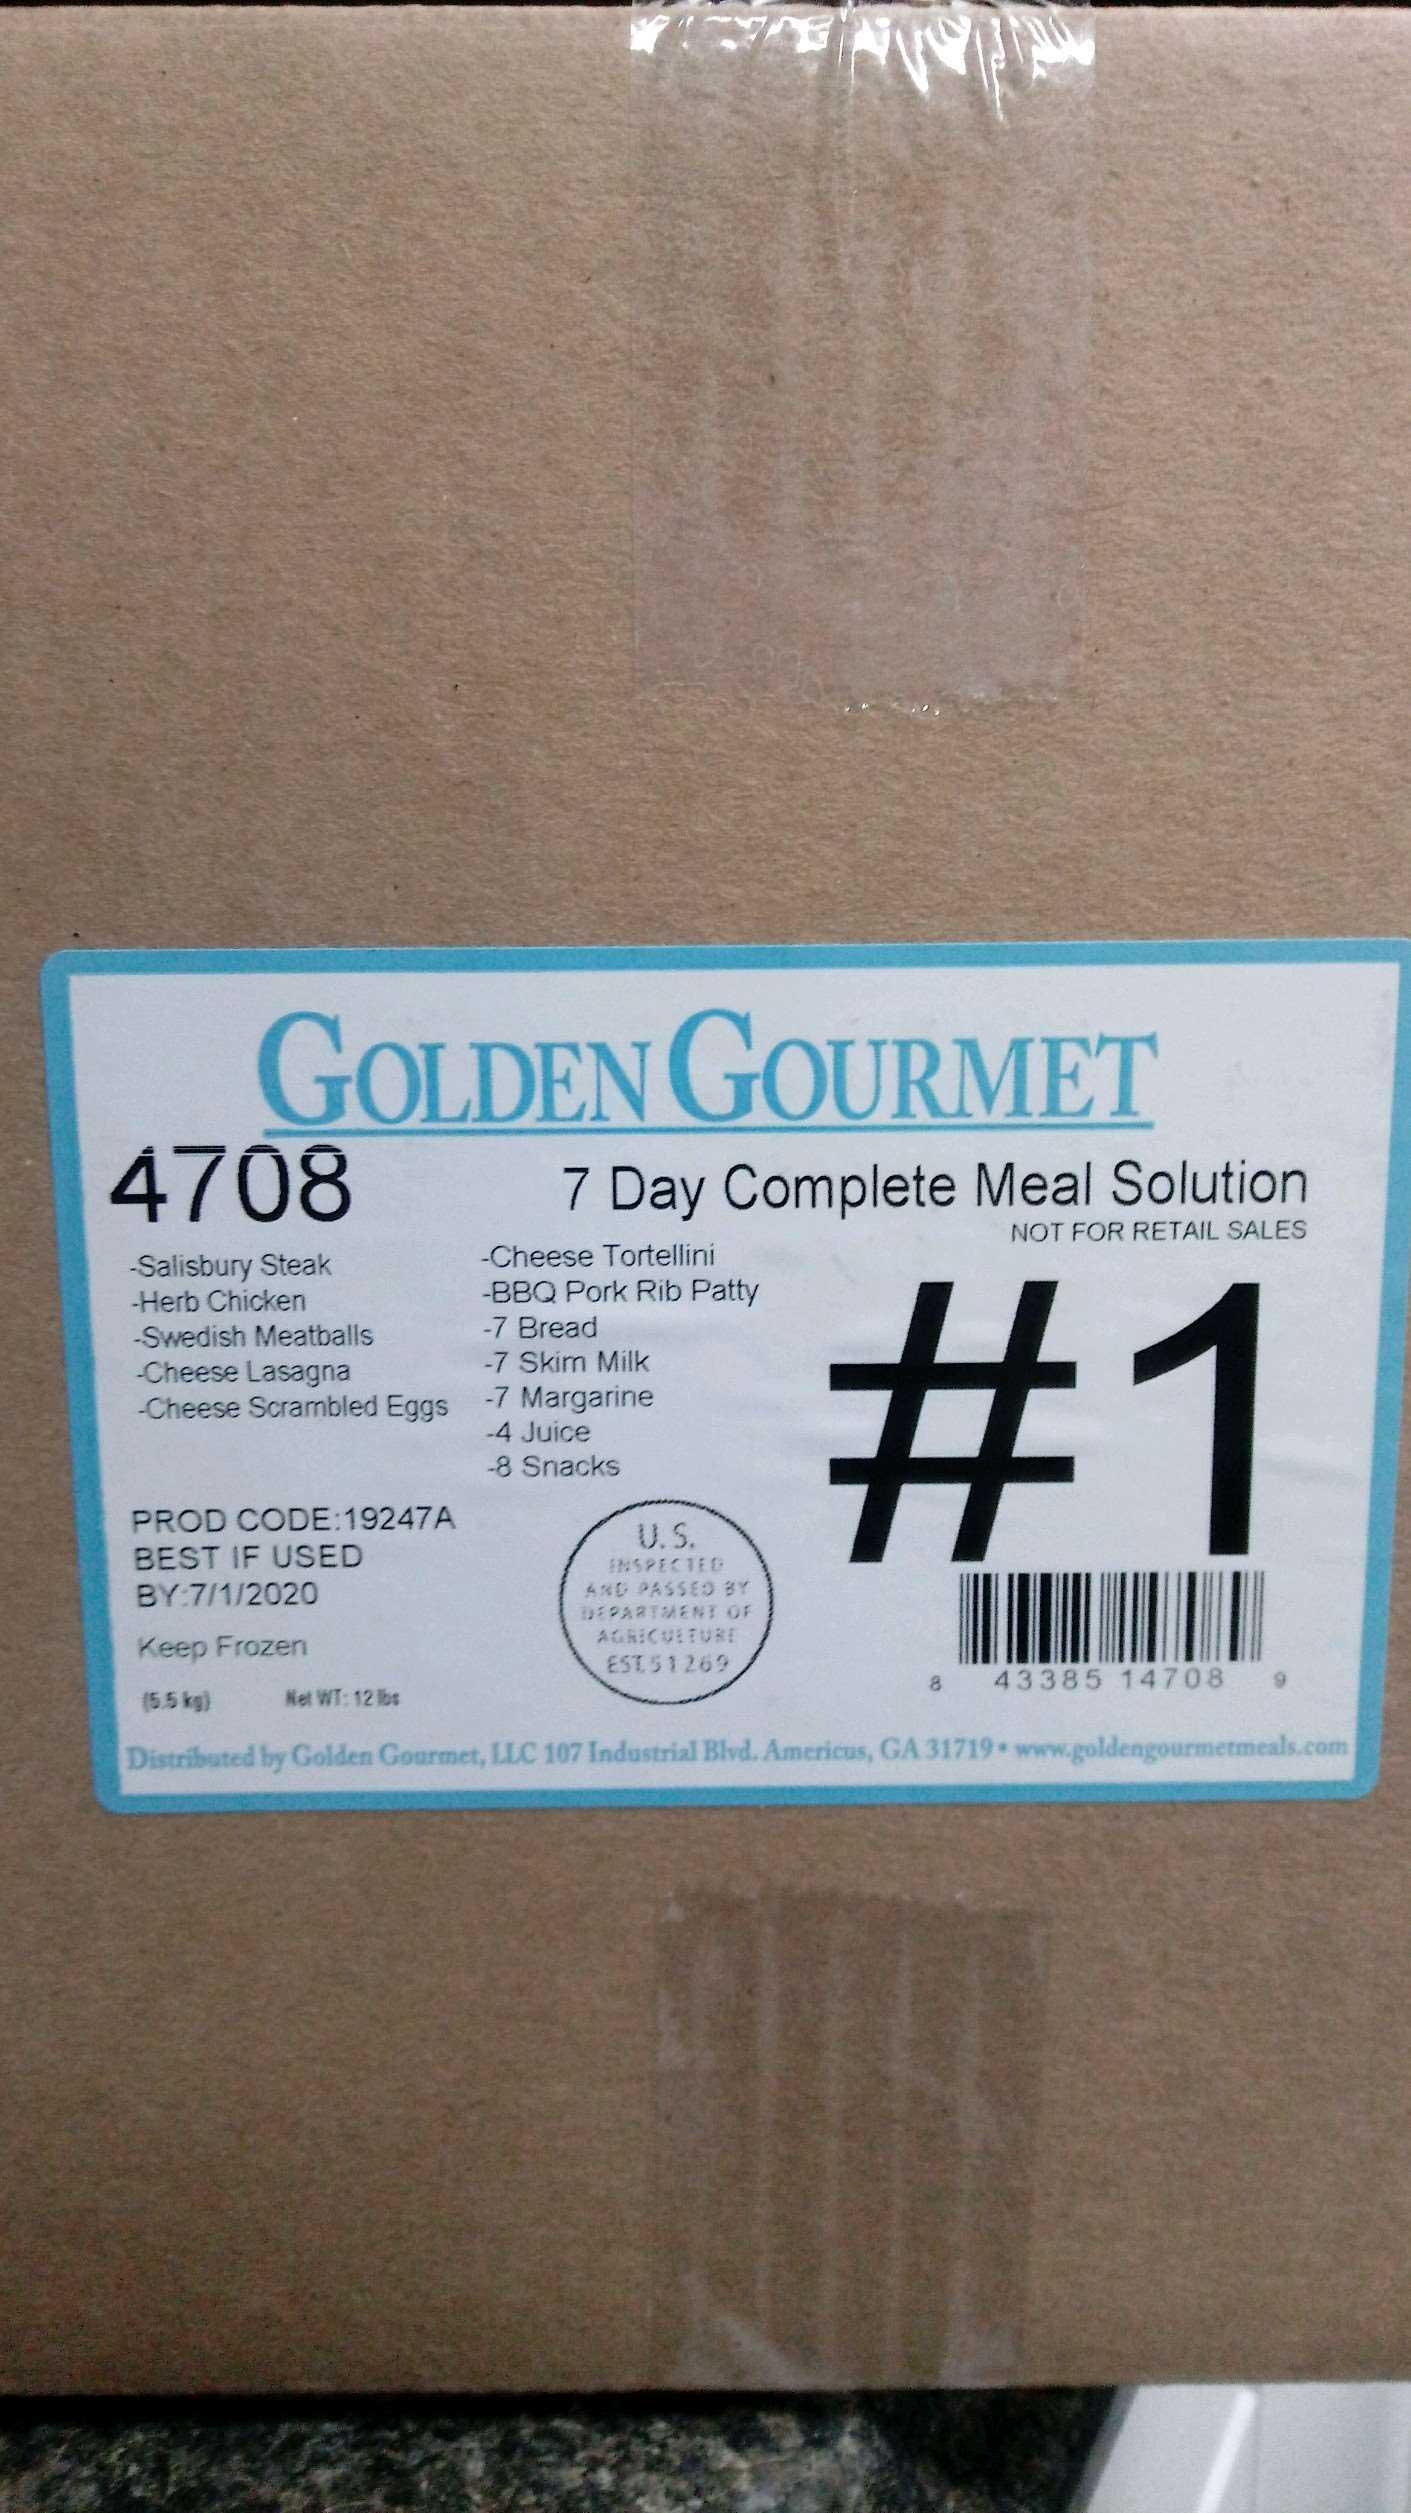 GOLDEN GOURMET
4708
7 Day Complete Meal Solution
NOT FOR RETAIL SALES
-Salisbury Steak
-Herb Chicken
-Swedish Meatballs
-Cheese Lasagna
-Cheese Scrambled Eggs
-Cheese Tortellini
-BBQ Pork Rib Patty
-7 Bread
-7 Skim Milk
-7 Margarine
-4 Juice
-8 Snacks
#1
PROD CODE:19247A
BEST IF USED
BY:7/1/2020
Keep Frozen
(5.5 kg) Net WT: 12 lbs
U.S.
INSPECTED
AND PASSED BY
DEPARTMENT OF
AGRICULTURE
EST.51269
8 43385 14708 9
Distributed by Golden Gourmet, LLC 107 Industrial Blvd. Americus, GA 31719 • www.goldengourmetmeals.com